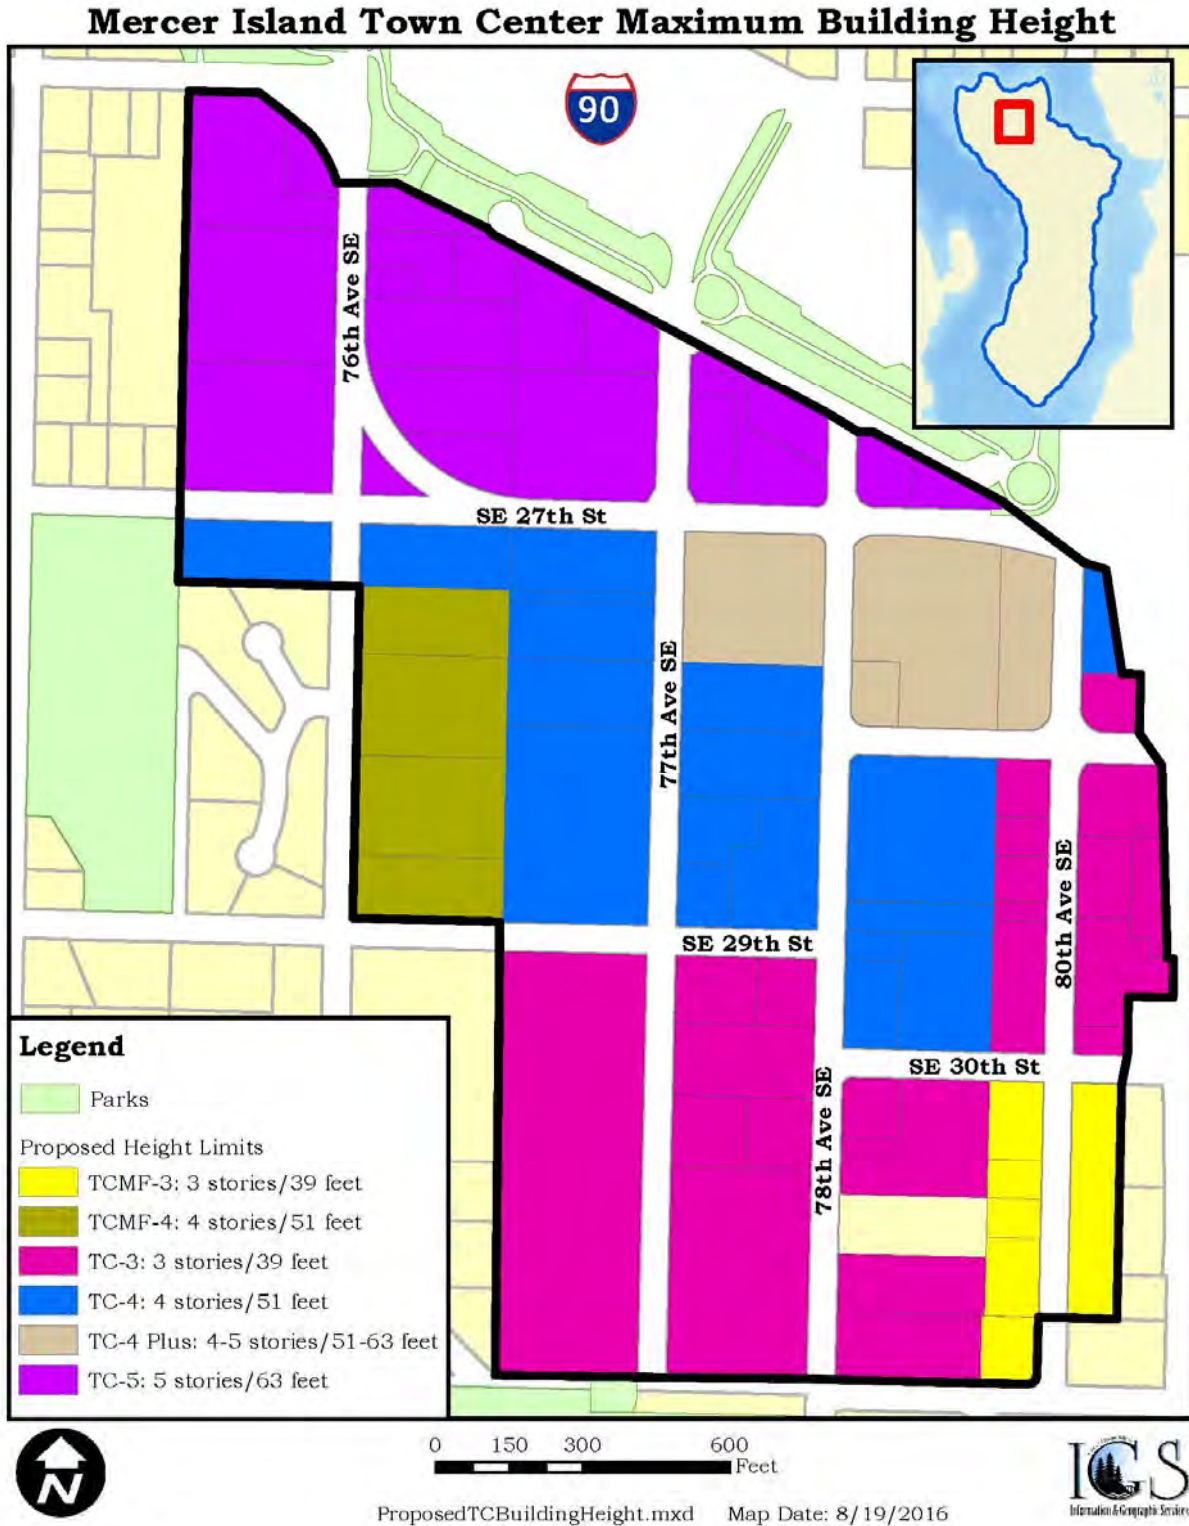 Mercer Island Town Center Maximum Building Height
90
76th Ave SE
SE 27th St
77th Ave SE
80th Ave SE
SE 29th St
SE 30th St
78th Ave SE
Legend
Parks
Proposed Height Limits
TCMF-3: 3 stories/39 feet
TCMF-4: 4 stories/51 feet
TC-3: 3 stories/39 feet
TC-4: 4 stories/51 feet
TC-4 Plus: 4-5 stories/51-63 feet
TC-5: 5 stories/63 feet
N
0 150 300 600
Feet
IGS
Information & Geographic Services
ProposedTCBuildingHeight.mxd Map Date: 8/19/2016